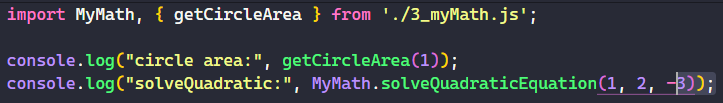 import MyMath, { getCircleArea } from './3_myMath.js';
console.log("circle area:", getCircleArea(1));
console.log("solveQuadratic:", MyMath.solveQuadraticEquation(1, 2, -3));